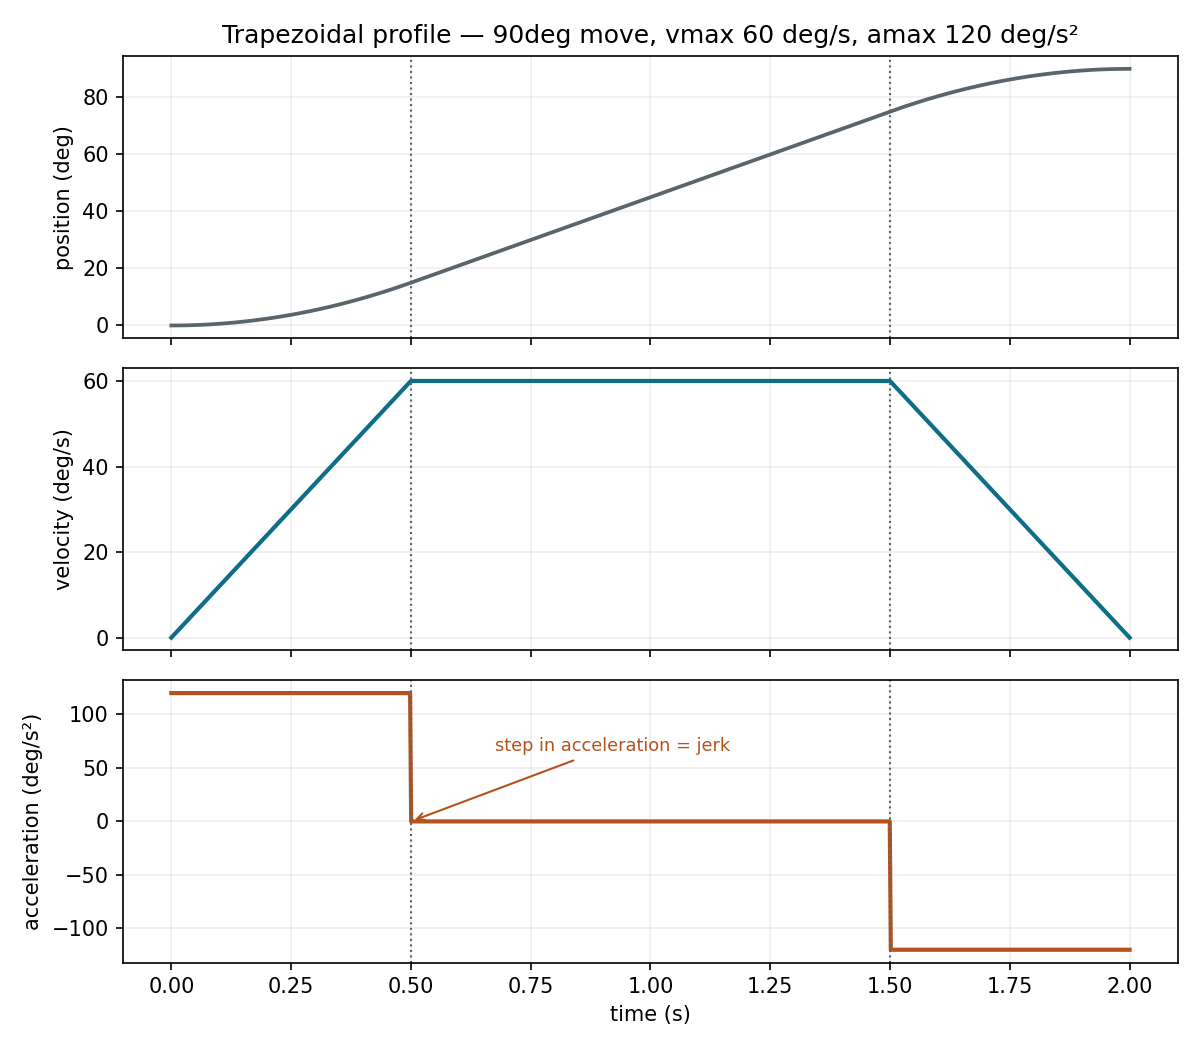 Trapezoidal profile — 90deg move, vmax 60 deg/s, amax 120 deg/s²
position (deg)
80
60
40
20
0
velocity (deg/s)
60
40
20
0
acceleration (deg/s²)
100
50
0
−50
−100
step in acceleration = jerk
0.00 0.25 0.50 0.75 1.00 1.25 1.50 1.75 2.00
time (s)